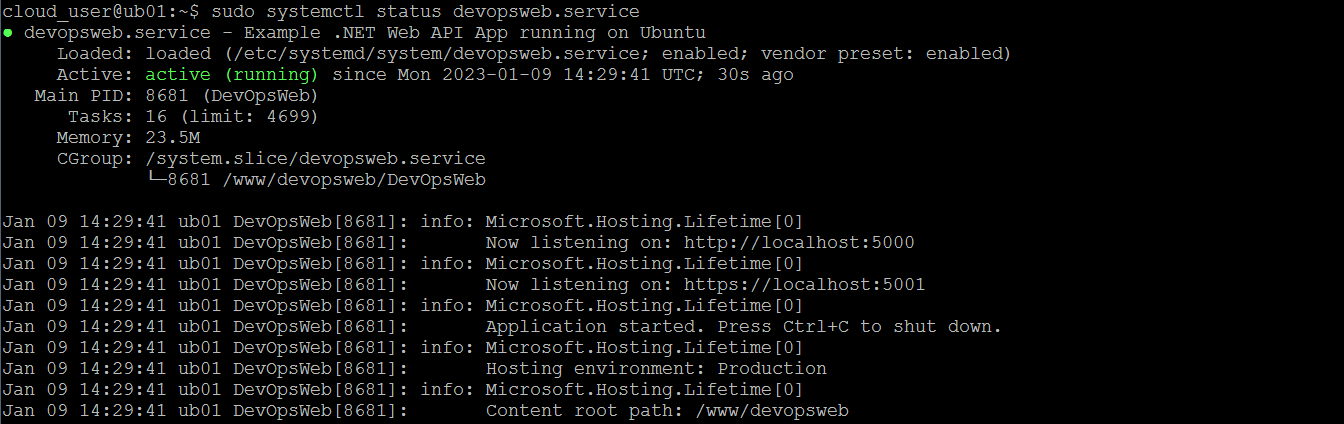 cloud_user@ub01:~$ sudo systemctl status devopsweb.service
● devopsweb.service - Example .NET Web API App running on Ubuntu
     Loaded: loaded (/etc/systemd/system/devopsweb.service; enabled; vendor preset: enabled)
     Active: active (running) since Mon 2023-01-09 14:29:41 UTC; 30s ago
   Main PID: 8681 (DevOpsWeb)
      Tasks: 16 (limit: 4699)
     Memory: 23.5M
     CGroup: /system.slice/devopsweb.service
             └─8681 /www/devopsweb/DevOpsWeb

Jan 09 14:29:41 ub01 DevOpsWeb[8681]: info: Microsoft.Hosting.Lifetime[0]
Jan 09 14:29:41 ub01 DevOpsWeb[8681]:       Now listening on: http://localhost:5000
Jan 09 14:29:41 ub01 DevOpsWeb[8681]: info: Microsoft.Hosting.Lifetime[0]
Jan 09 14:29:41 ub01 DevOpsWeb[8681]:       Now listening on: https://localhost:5001
Jan 09 14:29:41 ub01 DevOpsWeb[8681]: info: Microsoft.Hosting.Lifetime[0]
Jan 09 14:29:41 ub01 DevOpsWeb[8681]:       Application started. Press Ctrl+C to shut down.
Jan 09 14:29:41 ub01 DevOpsWeb[8681]: info: Microsoft.Hosting.Lifetime[0]
Jan 09 14:29:41 ub01 DevOpsWeb[8681]:       Hosting environment: Production
Jan 09 14:29:41 ub01 DevOpsWeb[8681]: info: Microsoft.Hosting.Lifetime[0]
Jan 09 14:29:41 ub01 DevOpsWeb[8681]:       Content root path: /www/devopsweb